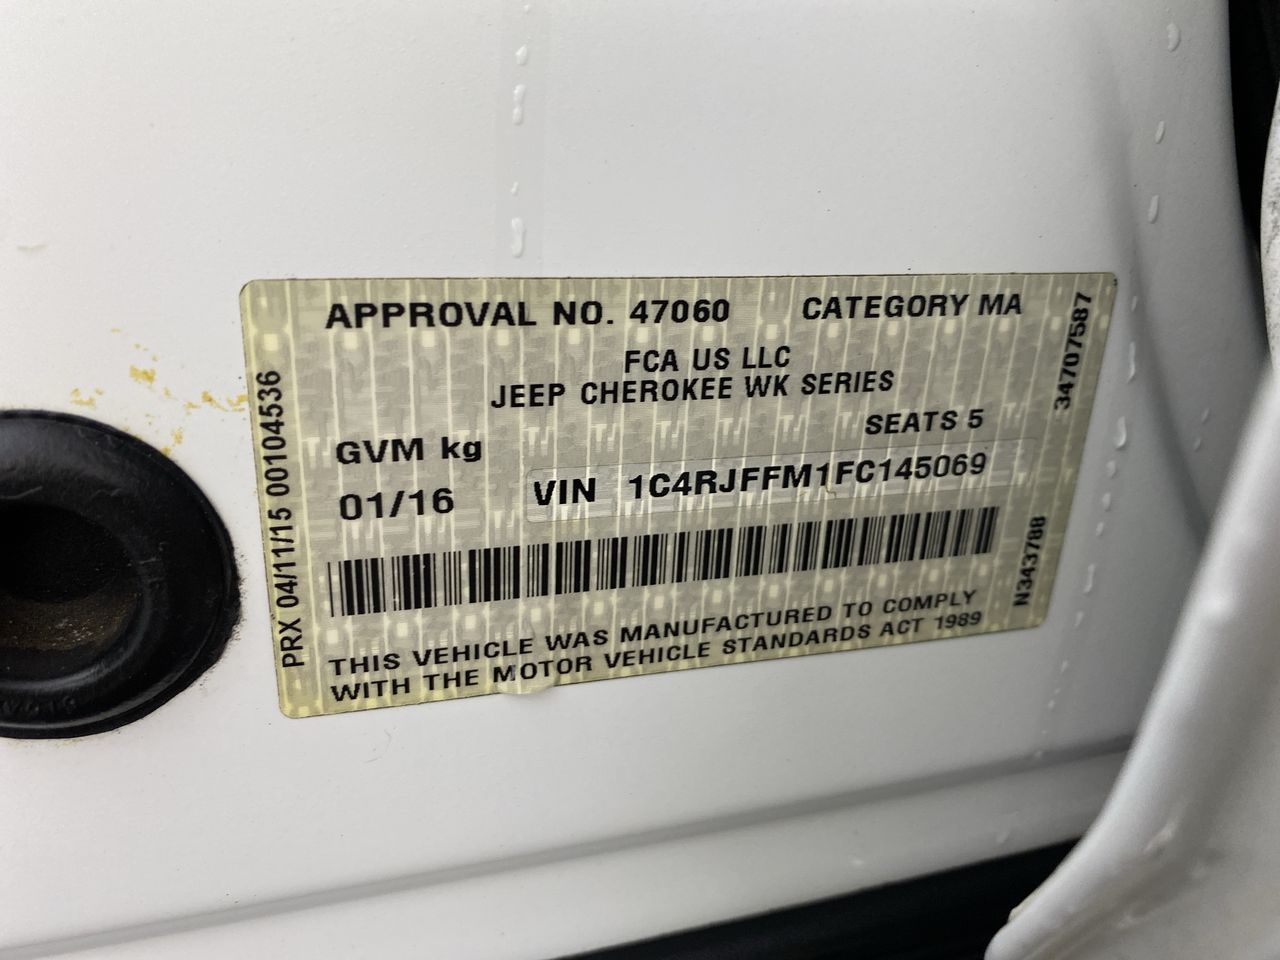 APPROVAL NO. 47060 CATEGORY MA
FCA US LLC
JEEP CHEROKEE WK SERIES
SEATS 5
GVM kg
01/16
VIN 1C4RJFFM1FC145069
THIS VEHICLE WAS MANUFACTURED TO COMPLY
WITH THE MOTOR VEHICLE STANDARDS ACT 1989
PRX 04/11/15 00104536
34707587
N343788